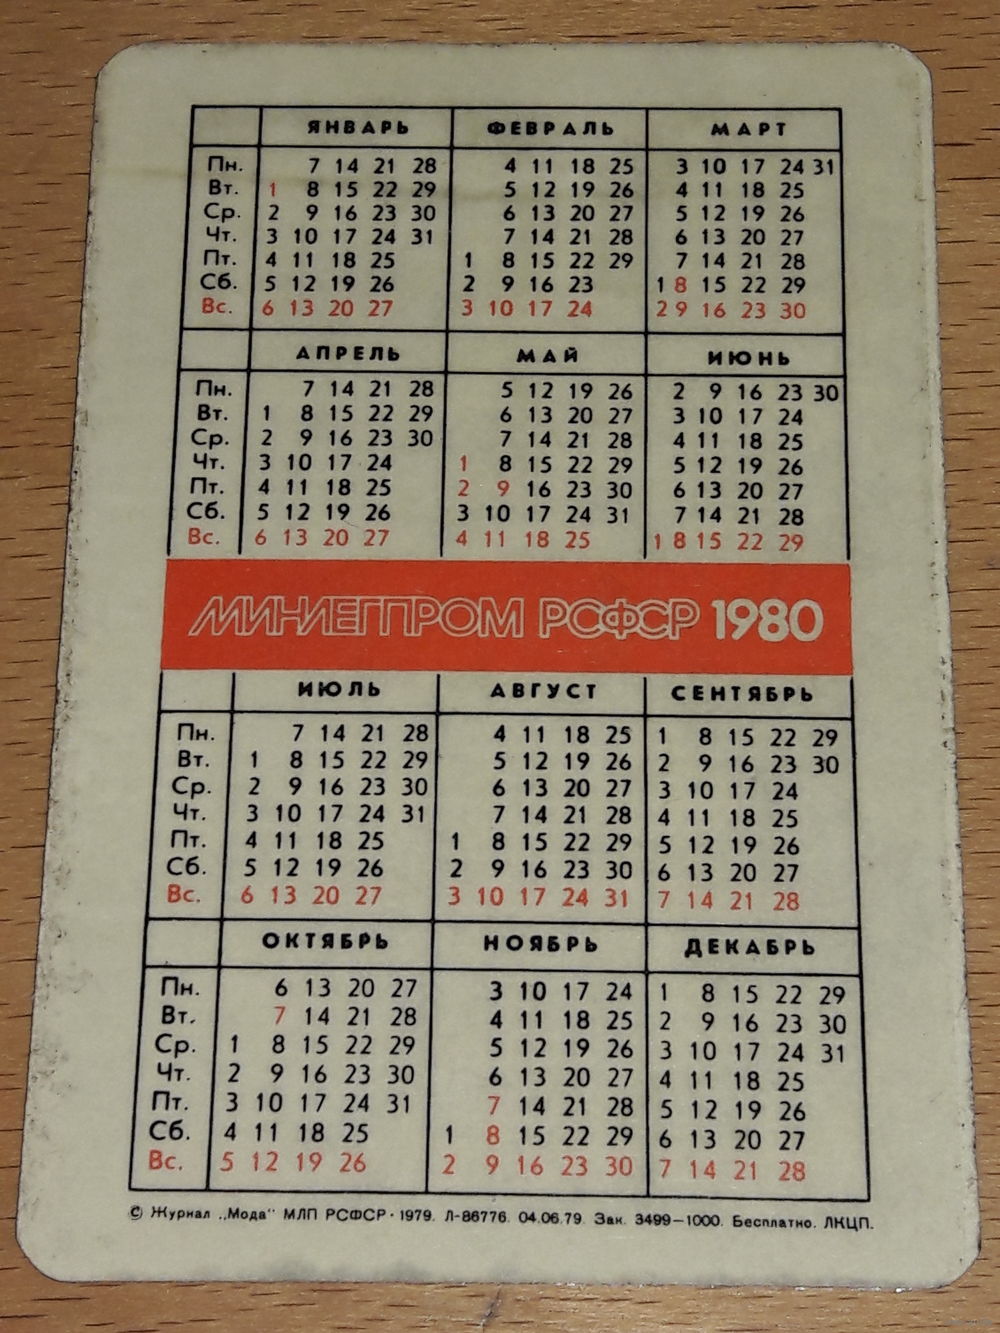 ЯНВАРЬ ФЕВРАЛЬ МАРТ
Пн. 7 14 21 28 4 11 18 25 3 10 17 24 31
Вт. 1 8 15 22 29 5 12 19 26 4 11 18 25
Ср. 2 9 16 23 30 6 13 20 27 5 12 19 26
Чт. 3 10 17 24 31 7 14 21 28 6 13 20 27
Пт. 4 11 18 25 1 8 15 22 29 7 14 21 28
Сб. 5 12 19 26 2 9 16 23 1 8 15 22 29
Вс. 6 13 20 27 3 10 17 24 2 9 16 23 30
АПРЕЛЬ МАЙ ИЮНЬ
Пн. 7 14 21 28 5 12 19 26 2 9 16 23 30
Вт. 1 8 15 22 29 6 13 20 27 3 10 17 24
Ср. 2 9 16 23 30 7 14 21 28 4 11 18 25
Чт. 3 10 17 24 1 8 15 22 29 5 12 19 26
Пт. 4 11 18 25 2 9 16 23 30 6 13 20 27
Сб. 5 12 19 26 3 10 17 24 31 7 14 21 28
Вс. 6 13 20 27 4 11 18 25 1 8 15 22 29
МИНЛЕГПРОМ РСФСР 1980
ИЮЛЬ АВГУСТ СЕНТЯБРЬ
Пн. 7 14 21 28 4 11 18 25 1 8 15 22 29
Вт. 1 8 15 22 29 5 12 19 26 2 9 16 23 30
Ср. 2 9 16 23 30 6 13 20 27 3 10 17 24
Чт. 3 10 17 24 31 7 14 21 28 4 11 18 25
Пт. 4 11 18 25 1 8 15 22 29 5 12 19 26
Сб. 5 12 19 26 2 9 16 23 30 6 13 20 27
Вс. 6 13 20 27 3 10 17 24 31 7 14 21 28
ОКТЯБРЬ НОЯБРЬ ДЕКАБРЬ
Пн. 6 13 20 27 3 10 17 24 1 8 15 22 29
Вт. 7 14 21 28 4 11 18 25 2 9 16 23 30
Ср. 1 8 15 22 29 5 12 19 26 3 10 17 24 31
Чт. 2 9 16 23 30 6 13 20 27 4 11 18 25
Пт. 3 10 17 24 31 7 14 21 28 5 12 19 26
Сб. 4 11 18 25 1 8 15 22 29 6 13 20 27
Вс. 5 12 19 26 2 9 16 23 30 7 14 21 28
© Журнал „Мода" МЛП РСФСР · 1979. Л-86776. 04.06.79. Зак. 3499—1000. Бесплатно. ЛКЦП.